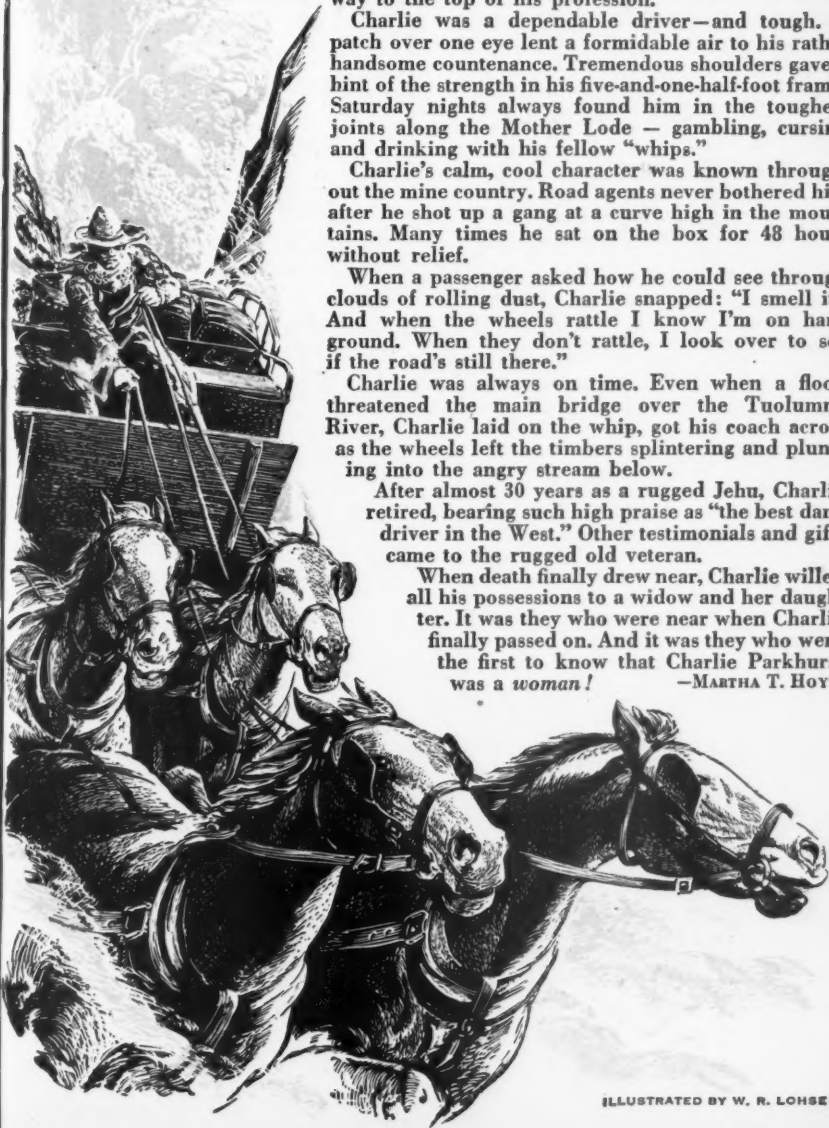 way to the top of his profession.
Charlie was a dependable driver—and tough.
patch over one eye lent a formidable air to his rath
handsome countenance. Tremendous shoulders gave
hint of the strength in his five-and-one-half-foot fram
Saturday nights always found him in the toughe
joints along the Mother Lode — gambling, cursin
and drinking with his fellow "whips."
Charlie's calm, cool character was known throug
out the mine country. Road agents never bothered hi
after he shot up a gang at a curve high in the moun
tains. Many times he sat on the box for 48 hou
without relief.
When a passenger asked how he could see throug
clouds of rolling dust, Charlie snapped: "I smell i
And when the wheels rattle I know I'm on har
ground. When they don't rattle, I look over to s
if the road's still there."
Charlie was always on time. Even when a floo
threatened the main bridge over the Tuolumn
River, Charlie laid on the whip, got his coach acro
as the wheels left the timbers splintering and plun
ing into the angry stream below.
After almost 30 years as a rugged Jehu, Charli
retired, bearing such high praise as "the best dar
driver in the West." Other testimonials and gif
came to the rugged old veteran.
When death finally drew near, Charlie wille
all his possessions to a widow and her daugh
ter. It was they who were near when Charli
finally passed on. And it was they who wer
the first to know that Charlie Parkhur
was a woman! —MARTHA T. HOY
ILLUSTRATED BY W. R. LOHSE